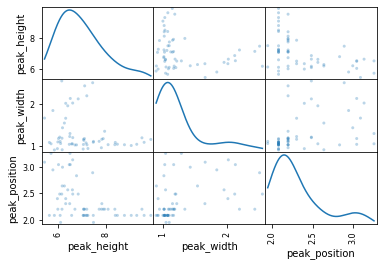 peak_height
8
6
peak_width
2
1
peak_position
3.0
2.5
2.0
6
8
1
2
2.0
2.5
3.0
peak_height
peak_width
peak_position